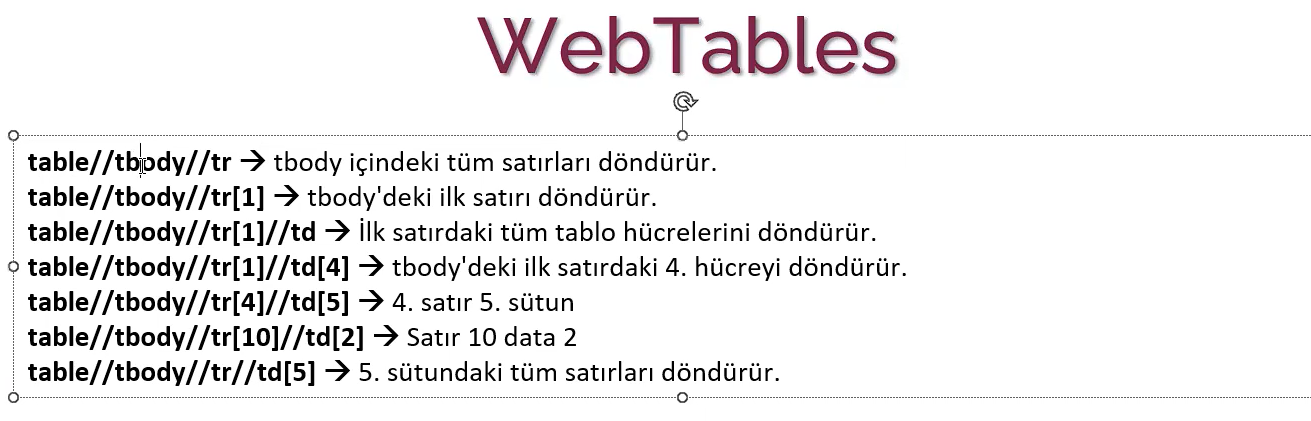 WebTables
table//tbody//tr → tbody içindeki tüm satırları döndürür.
table//tbody//tr[1] → tbody'deki ilk satırı döndürür.
table//tbody//tr[1]//td → İlk satırdaki tüm tablo hücrelerini döndürür.
table//tbody//tr[1]//td[4] → tbody'deki ilk satırdaki 4. hücreyi döndürür.
table//tbody//tr[4]//td[5] → 4. satır 5. sütun
table//tbody//tr[10]//td[2] → Satır 10 data 2
table//tbody//tr//td[5] → 5. sütundaki tüm satırları döndürür.